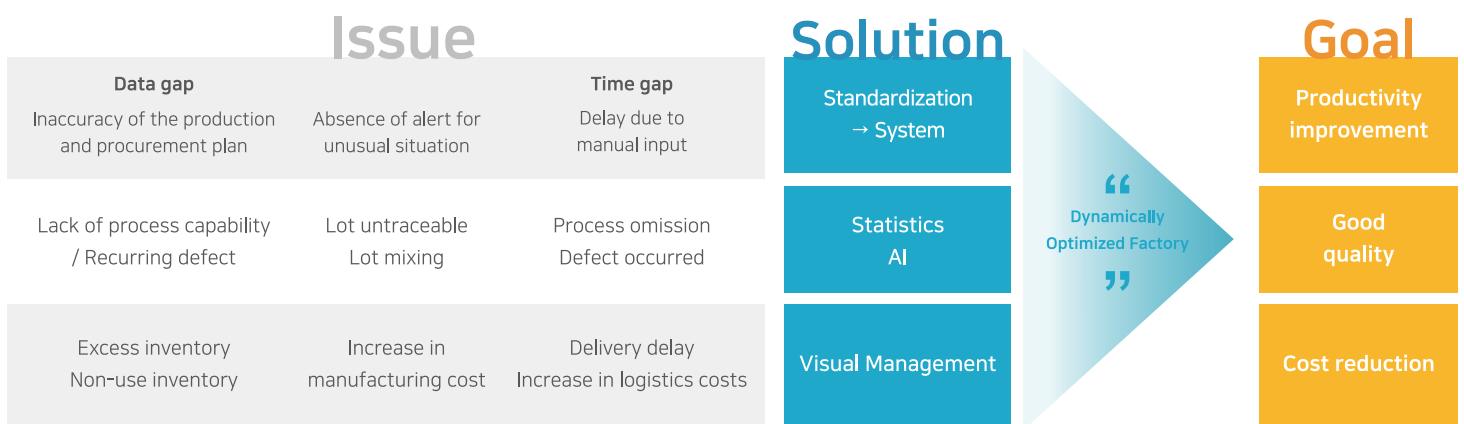 Issue
Solution
Goal
Data gap
Inaccuracy of the production
and procurement plan
Absence of alert for
unusual situation
Time gap
Delay due to
manual input
Standardization
→ System
Productivity
improvement
Lack of process capability
/ Recurring defect
Lot untraceable
Lot mixing
Process omission
Defect occurred
Statistics
AI
“
Dynamically
Optimized Factory
”
Good
quality
Excess inventory
Non-use inventory
Increase in
manufacturing cost
Delivery delay
Increase in logistics costs
Visual Management
Cost reduction